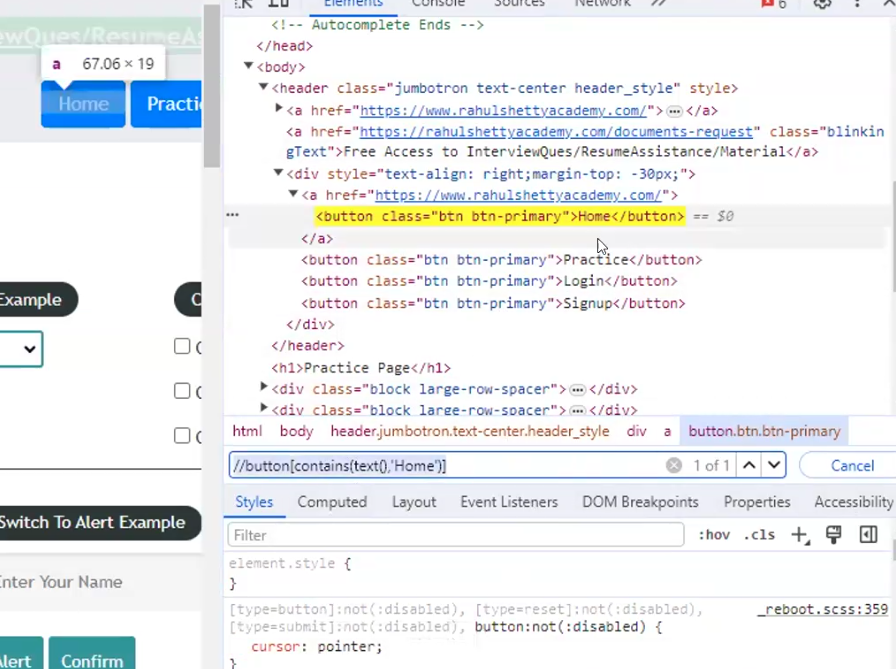 Elements
Console
Sources
Network
>>
6
<!-- Autocomplete Ends -->
</head>
<body>
<header class="jumbotron text-center header_style" style>
<a href="https://www.rahulshettyacademy.com/">…</a>
<a href="https://rahulshettyacademy.com/documents-request" class="blinkin
gText">Free Access to InterviewQues/ResumeAssistance/Material</a>
<div style="text-align: right;margin-top: -30px;">
<a href="https://www.rahulshettyacademy.com/">
… <button class="btn btn-primary">Home</button> == $0
</a>
<button class="btn btn-primary">Practice</button>
<button class="btn btn-primary">Login</button>
<button class="btn btn-primary">Signup</button>
</div>
</header>
<h1>Practice Page</h1>
<div class="block large-row-spacer">…</div>
<div class="block large-row-spacer">…</div>
html body header.jumbotron.text-center.header_style div a button.btn.btn-primary
//button[contains(text(),'Home')]
1 of 1
Cancel
Styles Computed Layout Event Listeners DOM Breakpoints Properties Accessibility
Filter
:hov .cls
element.style {
}
[type=button]:not(:disabled), [type=reset]:not(:disabled), _reboot.scss:359
[type=submit]:not(:disabled), button:not(:disabled) {
cursor: pointer;
}
ewQues/ResumeAs
a 67.06 × 19
Home
Practi
Example
C
Switch To Alert Example
Enter Your Name
lert
Confirm